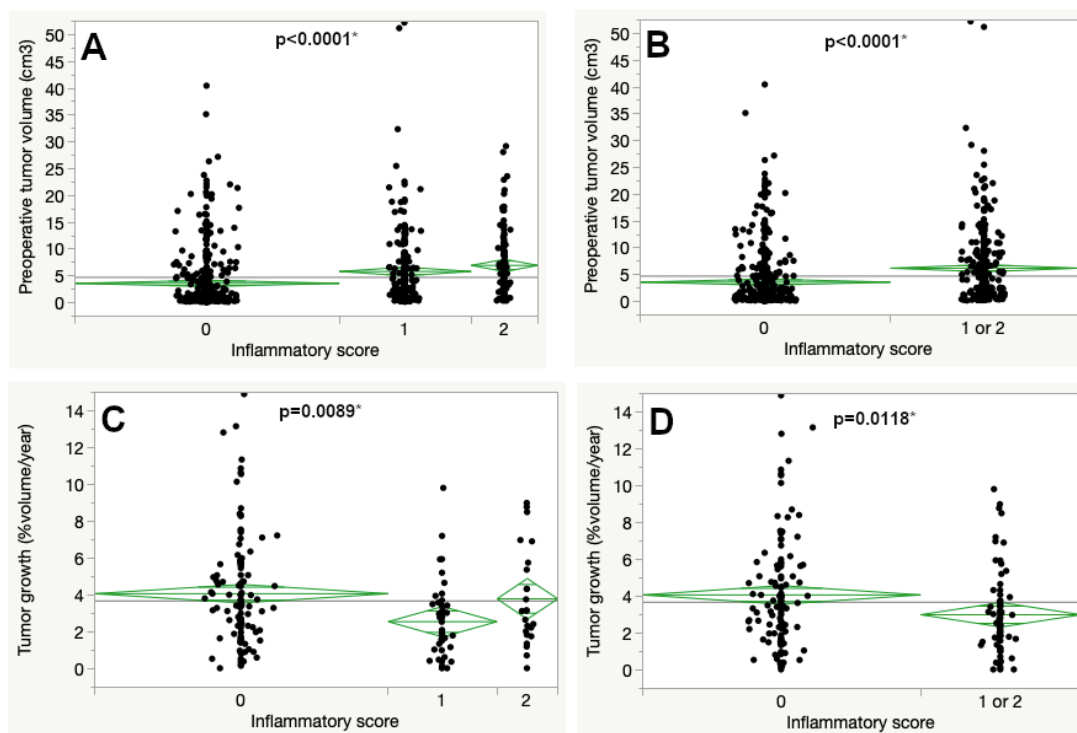 A
p<0.0001*
Preoperative tumor volume (cm3)
50
45
40
35
30
25
20
15
10
5
0
0 1 2
Inflammatory score
B
p<0.0001*
Preoperative tumor volume (cm3)
50
45
40
35
30
25
20
15
10
5
0
0 1 or 2
Inflammatory score
C
p=0.0089*
Tumor growth (%volume/year)
14
12
10
8
6
4
2
0
0 1 2
Inflammatory score
D
p=0.0118*
Tumor growth (%volume/year)
14
12
10
8
6
4
2
0
0 1 or 2
Inflammatory score